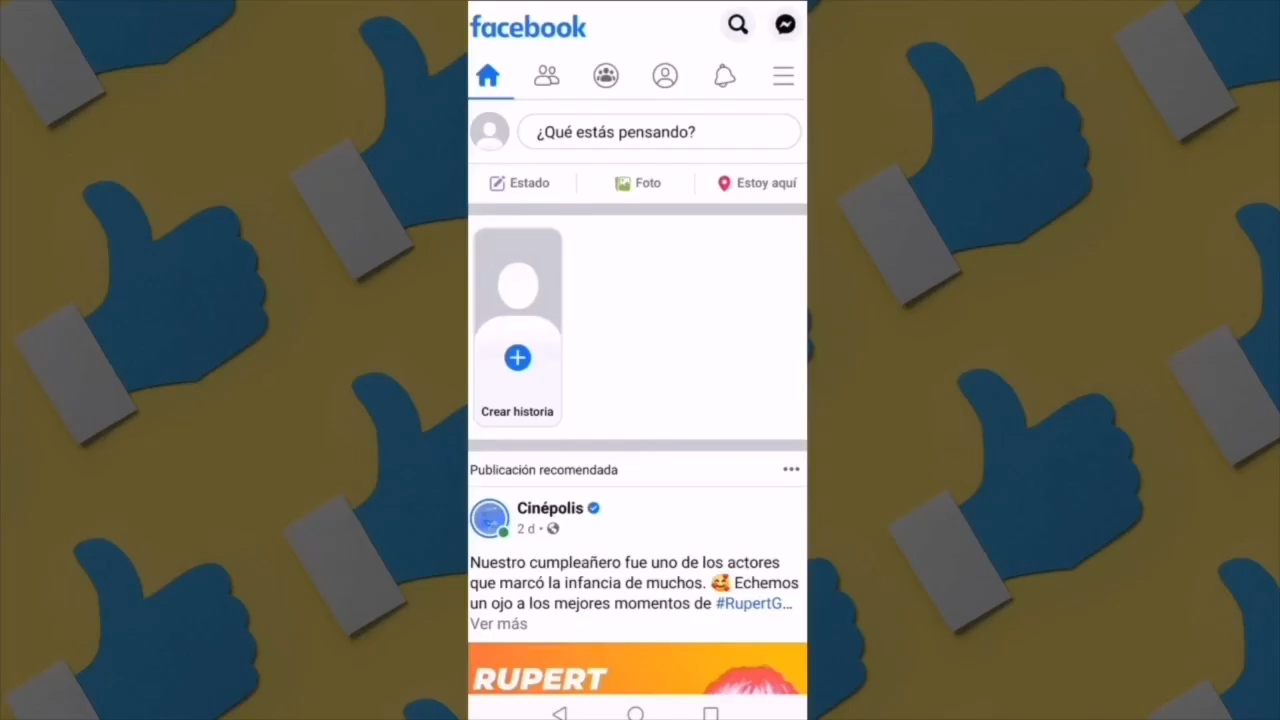 facebook
¿Qué estás pensando?
Estado
Foto
Estoy aquí
Crear historia
Publicación recomendada
Cinépolis
2 d
Nuestro cumpleañero fue uno de los actores
que marcó la infancia de muchos. 🥰 Echemos
un ojo a los mejores momentos de #RupertG...
Ver más
RUPERT